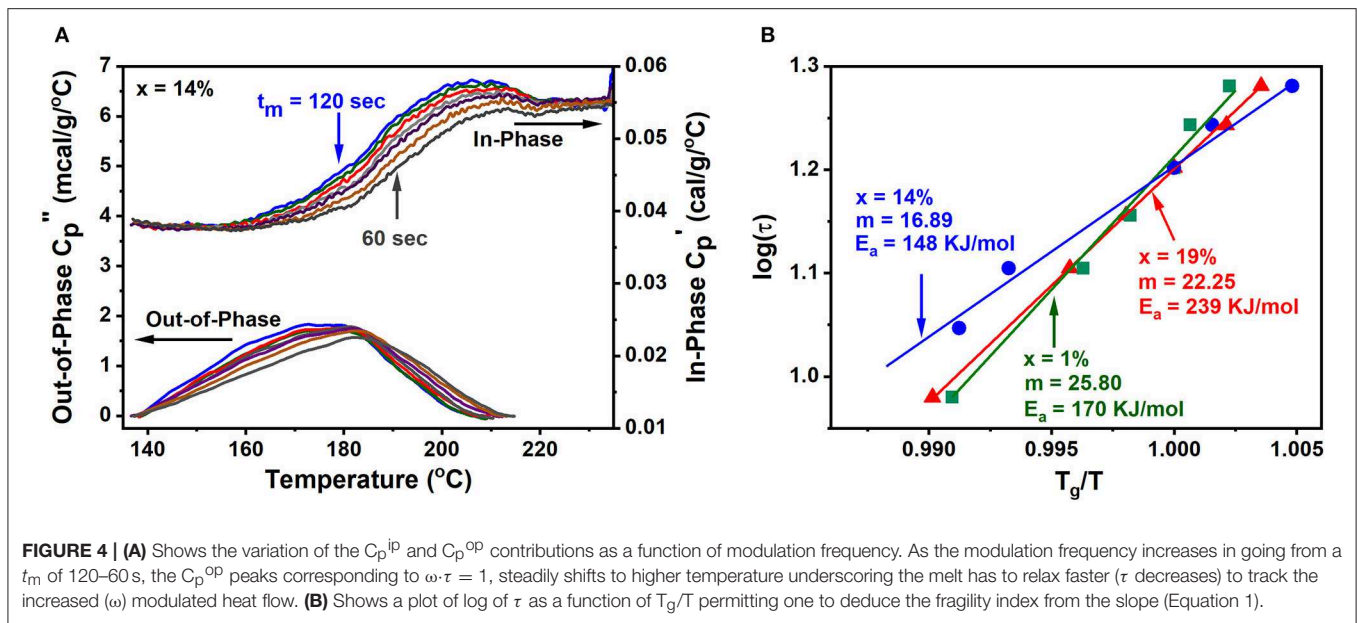 A
x = 14%
t_m = 120 sec
In-Phase
60 sec
Out-of-Phase
Out-of-Phase C_p'' (mcal/g/°C)
7
6
5
4
3
2
1
0
In-Phase C_p' (cal/g/°C)
0.06
0.05
0.04
0.03
0.02
0.01
140 160 180 200 220
Temperature (°C)
B
log(τ)
1.3
1.2
1.1
1.0
x = 14%
m = 16.89
E_a = 148 KJ/mol
x = 19%
m = 22.25
E_a = 239 KJ/mol
x = 1%
m = 25.80
E_a = 170 KJ/mol
0.990 0.995 1.000 1.005
T_g/T
FIGURE 4 | (A) Shows the variation of the C_p^ip and C_p^op contributions as a function of modulation frequency. As the modulation frequency increases in going from a
t_m of 120–60 s, the C_p^op peaks corresponding to ω·τ = 1, steadily shifts to higher temperature underscoring the melt has to relax faster (τ decreases) to track the
increased (ω) modulated heat flow. (B) Shows a plot of log of τ as a function of T_g/T permitting one to deduce the fragility index from the slope (Equation 1).